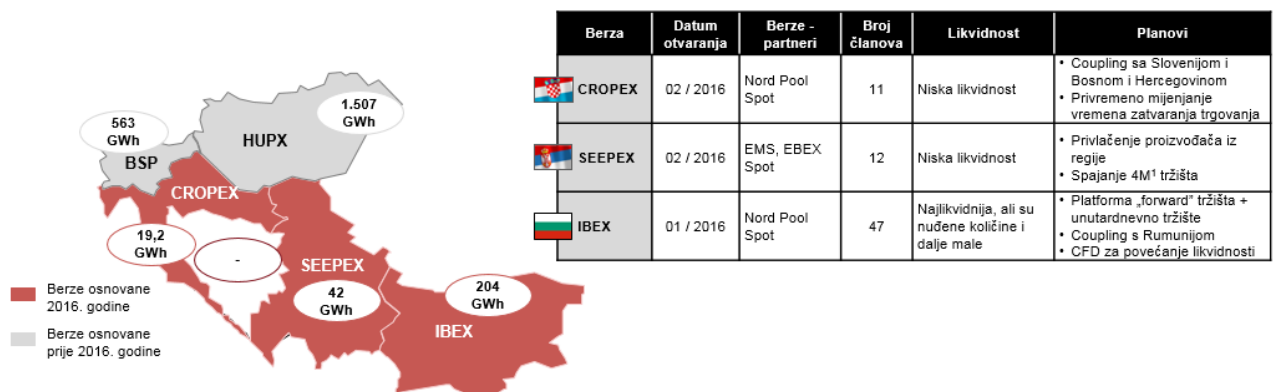 563
GWh
BSP
HUPX
1.507
GWh
CROPEX
19,2
GWh
-
SEEPEX
42
GWh
204
GWh
IBEX
Berze osnovane
2016. godine
Berze osnovane
prije 2016. godine
Berza
Datum
otvaranja
Berze -
partneri
Broj
članova
Likvidnost
Planovi
CROPEX
02 / 2016
Nord Pool
Spot
11
Niska likvidnost
• Coupling sa Slovenijom i
Bosnom i Hercegovinom
• Privremeno mijenjanje
vremena zatvaranja trgovanja
SEEPEX
02 / 2016
EMS, EBEX
Spot
12
Niska likvidnost
• Privlačenje proizvođača iz
regije
• Spajanje 4M¹ tržišta
IBEX
01 / 2016
Nord Pool
Spot
47
Najlikvidnija, ali su
nuđene količine i
dalje male
• Platforma „forward” tržišta +
unutardnevno tržište
• Coupling s Rumunijom
• CFD za povećanje likvidnosti